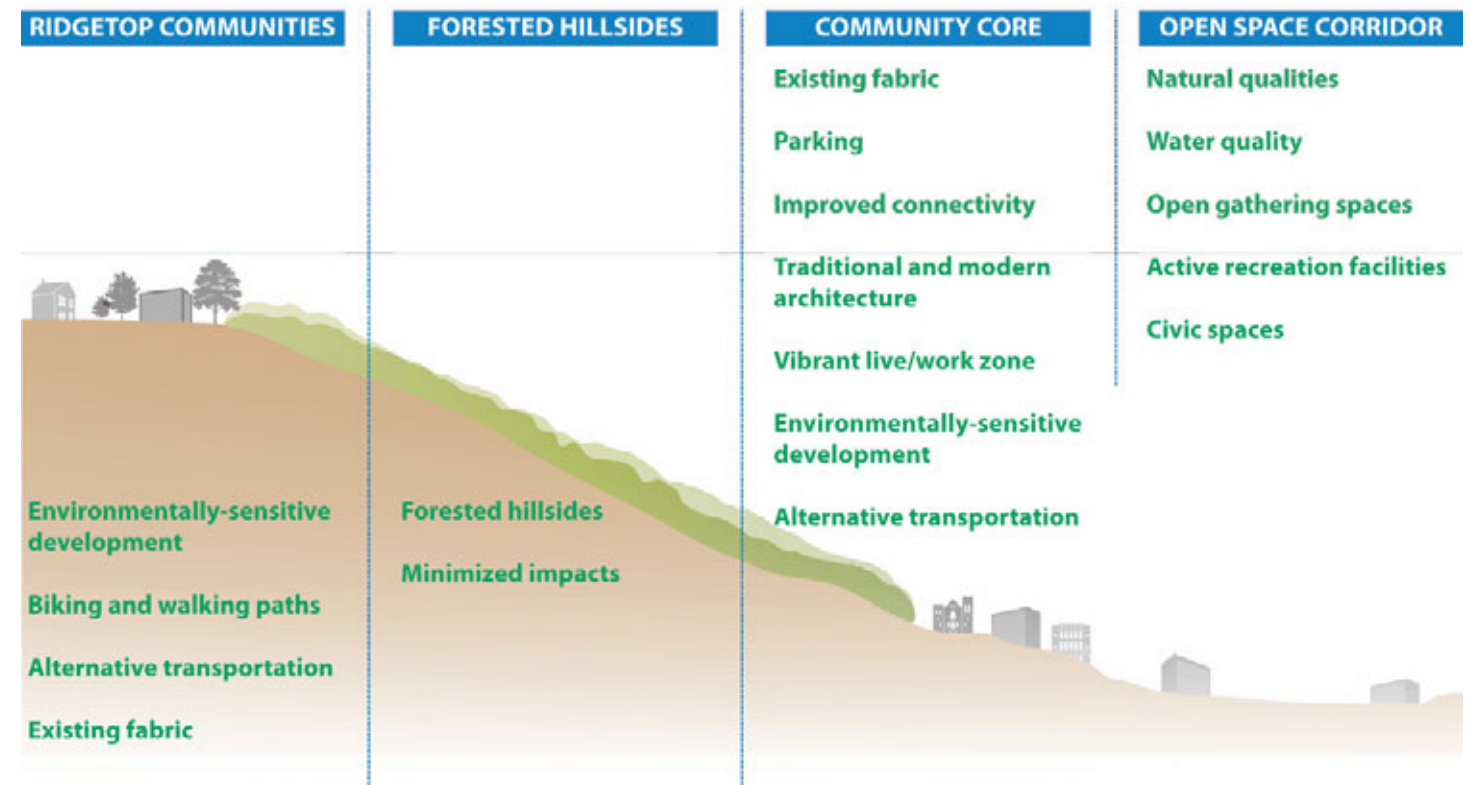 RIDGETOP COMMUNITIES
Environmentally-sensitive
development
Biking and walking paths
Alternative transportation
Existing fabric
FORESTED HILLSIDES
Forested hillsides
Minimized impacts
COMMUNITY CORE
Existing fabric
Parking
Improved connectivity
Traditional and modern
architecture
Vibrant live/work zone
Environmentally-sensitive
development
Alternative transportation
OPEN SPACE CORRIDOR
Natural qualities
Water quality
Open gathering spaces
Active recreation facilities
Civic spaces